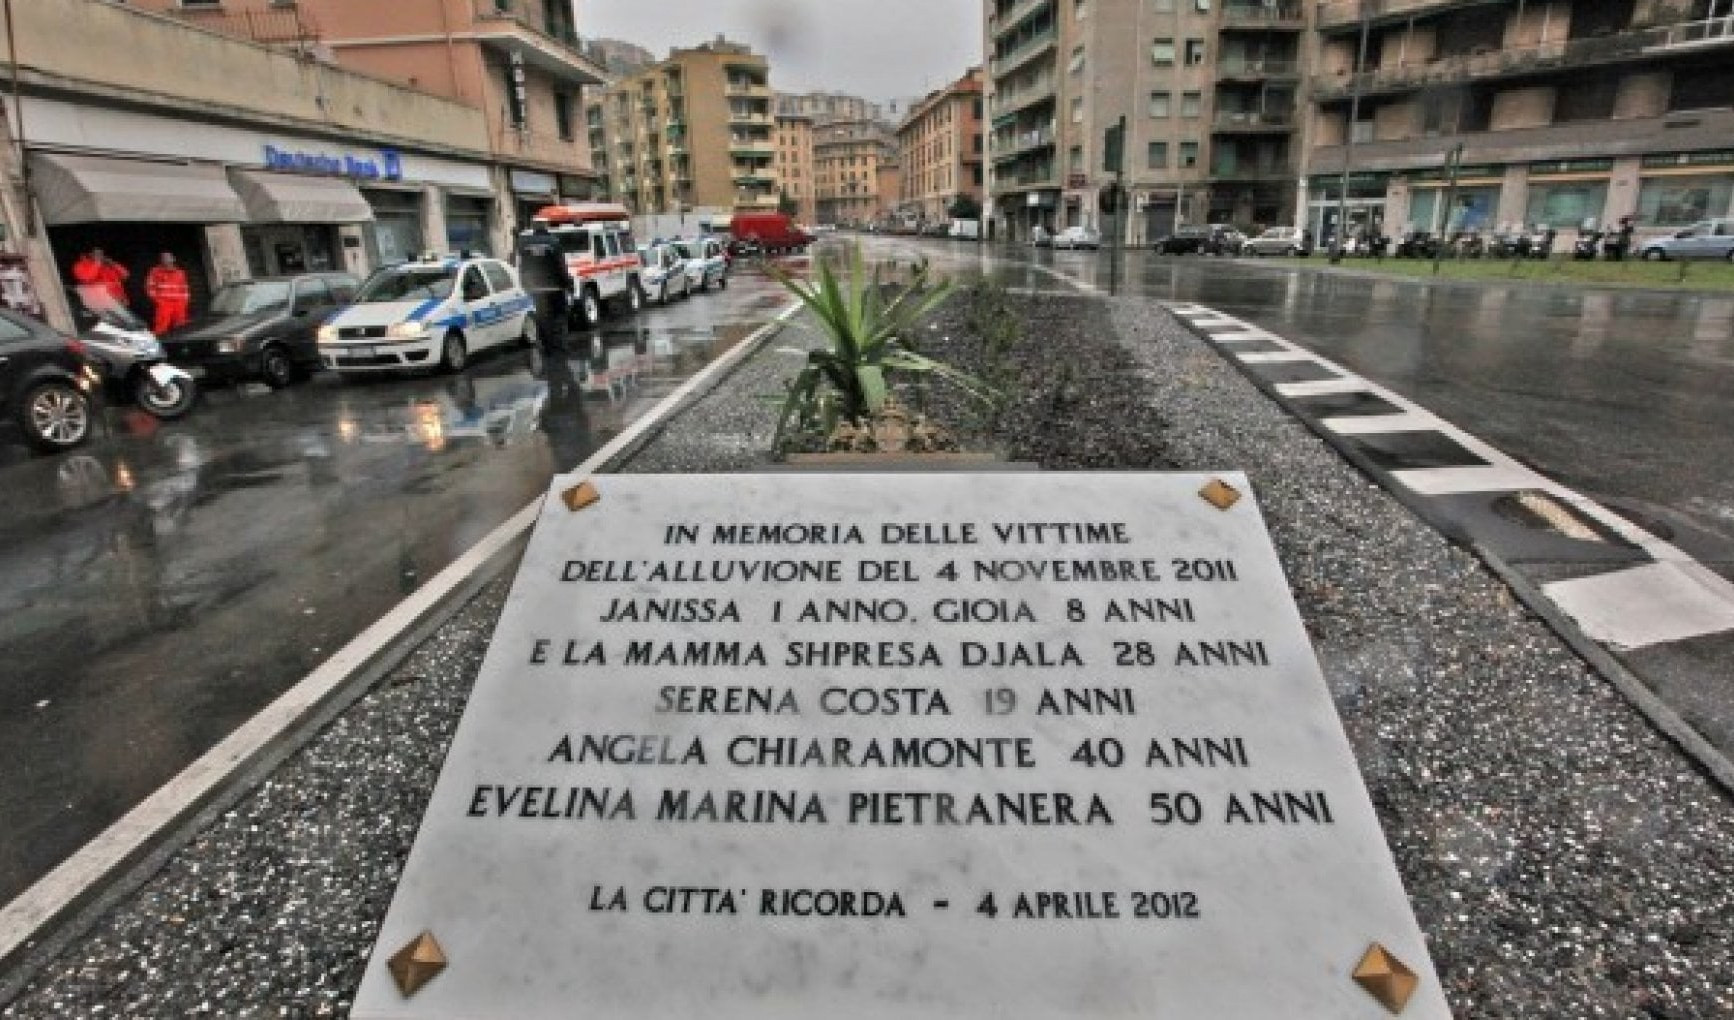 Deutsche Bank
IN MEMORIA DELLE VITTIME
DELL'ALLUVIONE DEL 4 NOVEMBRE 2011
JANISSA 1 ANNO, GIOIA 8 ANNI
E LA MAMMA SHPRESA DJALA 28 ANNI
SERENA COSTA 19 ANNI
ANGELA CHIARAMONTE 40 ANNI
EVELINA MARINA PIETRANERA 50 ANNI
LA CITTA' RICORDA - 4 APRILE 2012